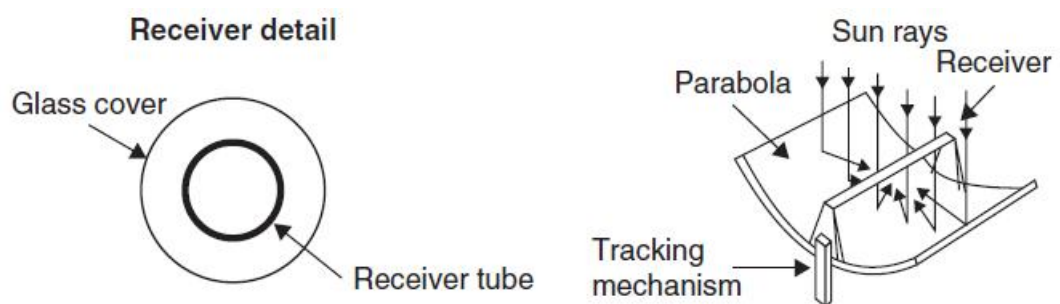 Receiver detail
Glass cover
Receiver tube
Sun rays
Receiver
Parabola
Tracking
mechanism